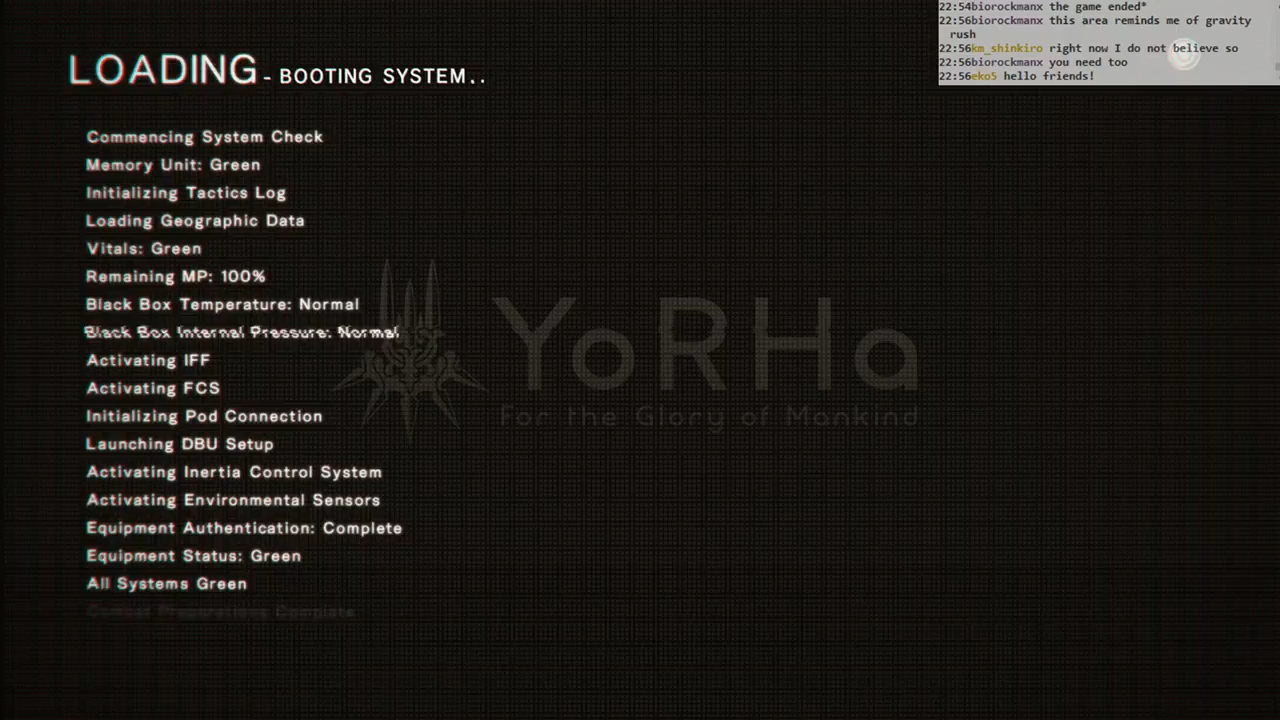 LOADING - BOOTING SYSTEM..
Commencing System Check
Memory Unit: Green
Initializing Tactics Log
Loading Geographic Data
Vitals: Green
Remaining MP: 100%
Black Box Temperature: Normal
Black Box Internal Pressure: Normal
Activating IFF
Activating FCS
Initializing Pod Connection
Launching DBU Setup
Activating Inertia Control System
Activating Environmental Sensors
Equipment Authentication: Complete
Equipment Status: Green
All Systems Green
Combat Preparations Complete
YoRHa
For the Glory of Mankind
22:54biorockmanx the game ended*
22:56biorockmanx this area reminds me of gravity
rush
22:56km_shinkiro right now I do not believe so
22:56biorockmanx you need too
22:56eko5 hello friends!